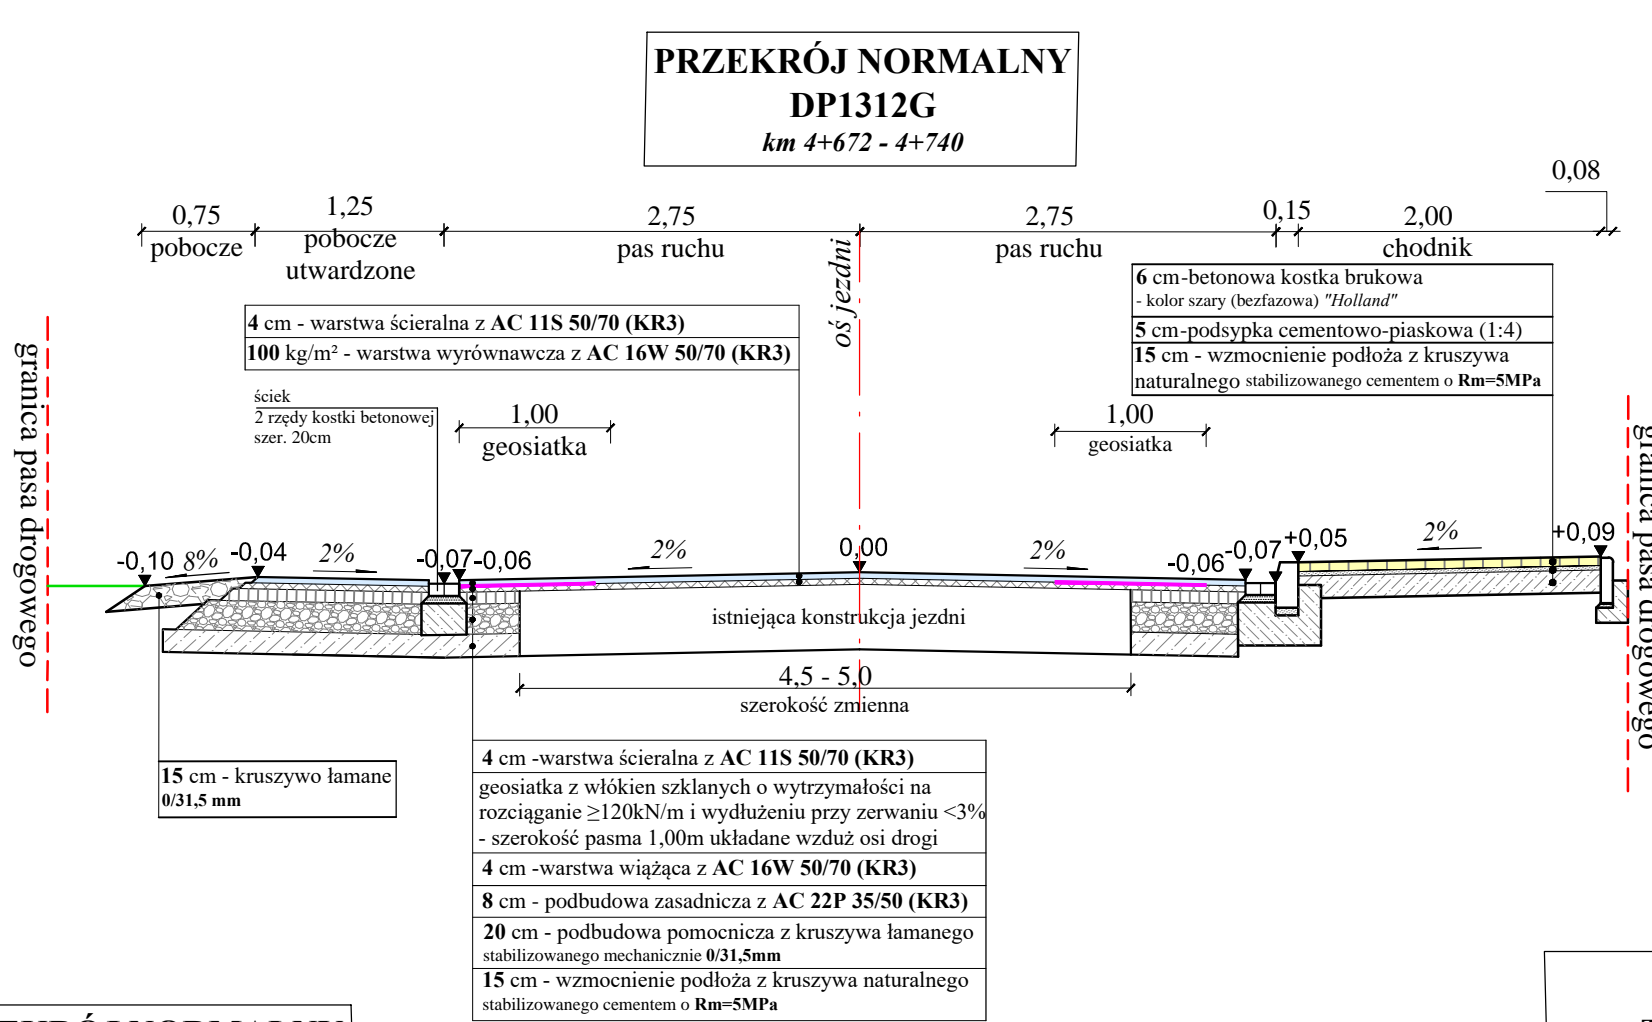 PRZEKRÓJ NORMALNY
DP1312G
km 4+672 - 4+740
0,08
0,75
pobocze
1,25
pobocze
utwardzone
2,75
pas ruchu
2,75
pas ruchu
0,15
2,00
chodnik
oś jezdni
6 cm-betonowa kostka brukowa
- kolor szary (bezfazowa) "Holland"
5 cm-podsypka cementowo-piaskowa (1:4)
15 cm - wzmocnienie podłoża z kruszywa
naturalnego stabilizowanego cementem o Rm=5MPa
4 cm - warstwa ścieralna z AC 11S 50/70 (KR3)
100 kg/m² - warstwa wyrównawcza z AC 16W 50/70 (KR3)
ściek
2 rzędy kostki betonowej
szer. 20cm
1,00
geosiatka
1,00
geosiatka
granica pasa drogowego
granica pasa drogowego
-0,10
8%
-0,04
2%
-0,07
-0,06
2%
0,00
2%
-0,06
-0,07
+0,05
2%
+0,09
istniejąca konstrukcja jezdni
4,5 - 5,0
szerokość zmienna
15 cm - kruszywo łamane
0/31,5 mm
4 cm -warstwa ścieralna z AC 11S 50/70 (KR3)
geosiatka z włókien szklanych o wytrzymałości na
rozciąganie ≥120kN/m i wydłużeniu przy zerwaniu <3%
- szerokość pasma 1,00m układane wzduż osi drogi
4 cm -warstwa wiążąca z AC 16W 50/70 (KR3)
8 cm - podbudowa zasadnicza z AC 22P 35/50 (KR3)
20 cm - podbudowa pomocnicza z kruszywa łamanego
stabilizowanego mechanicznie 0/31,5mm
15 cm - wzmocnienie podłoża z kruszywa naturalnego
stabilizowanego cementem o Rm=5MPa